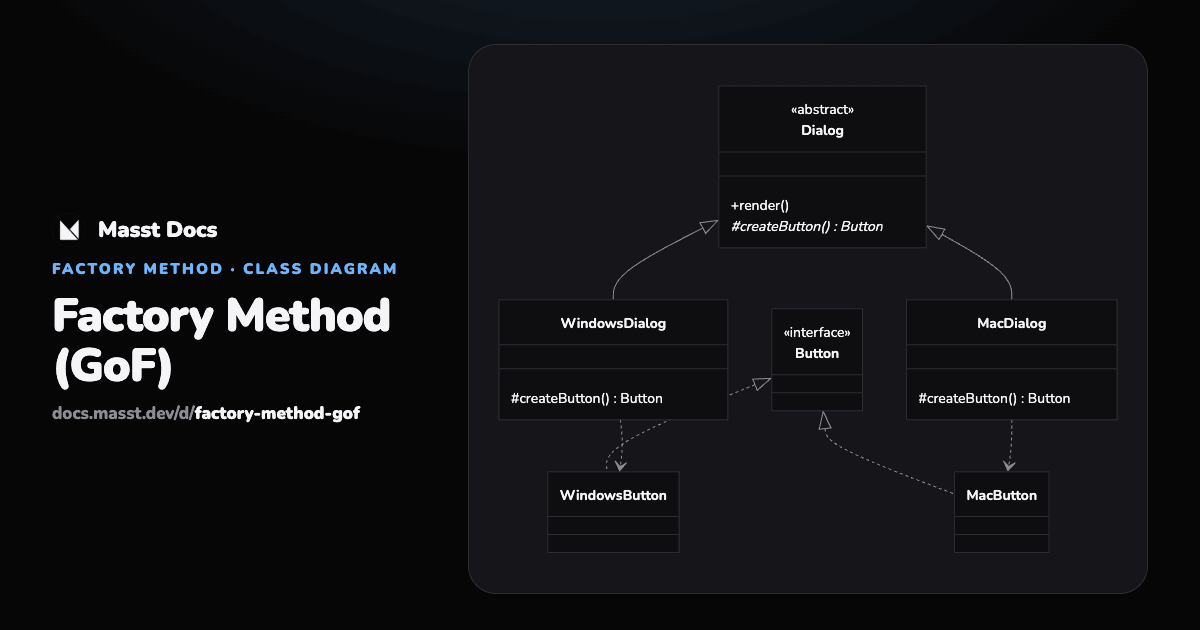 Masst Docs
FACTORY METHOD · CLASS DIAGRAM
Factory Method
(GoF)
docs.masst.dev/d/factory-method-gof
«abstract»
Dialog
+render()
#createButton() : Button
WindowsDialog
#createButton() : Button
«interface»
Button
MacDialog
#createButton() : Button
WindowsButton
MacButton